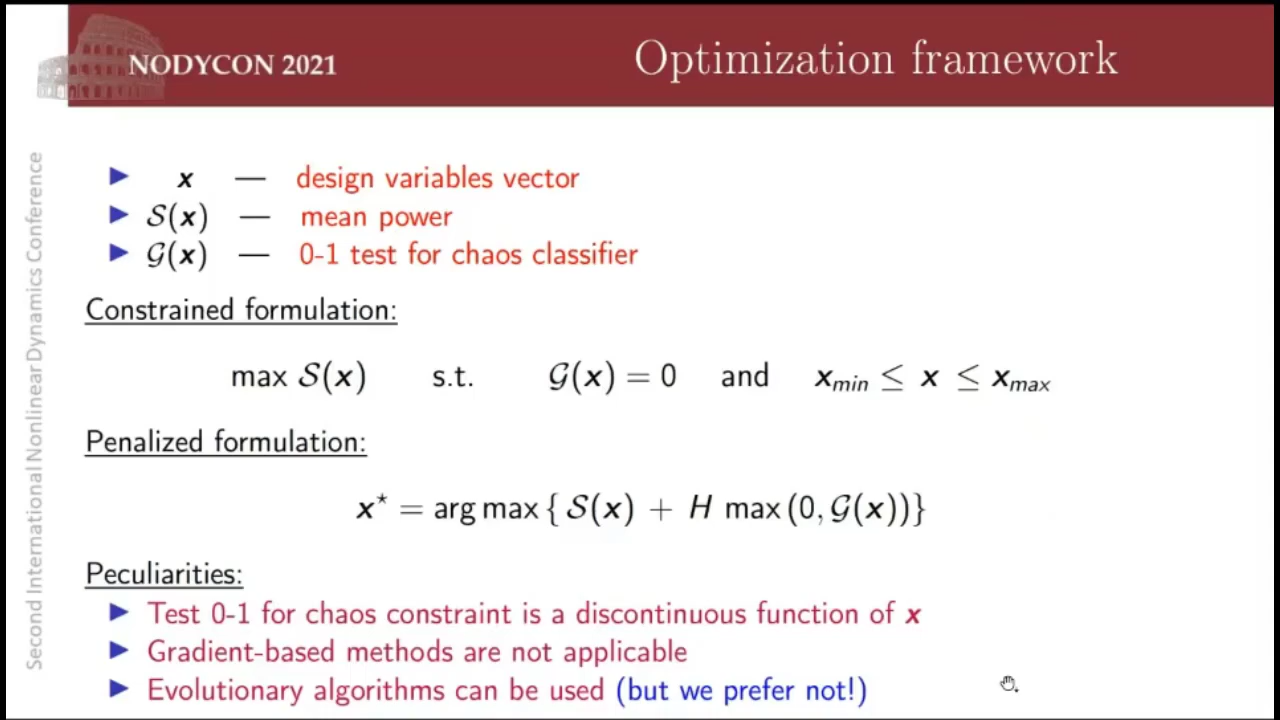 NODYCON 2021
Optimization framework
Second International Nonlinear Dynamics Conference
▶ x — design variables vector
▶ S(x) — mean power
▶ G(x) — 0-1 test for chaos classifier
Constrained formulation:
max S(x) s.t. G(x) = 0 and x_min ≤ x ≤ x_max
Penalized formulation:
x* = arg max { S(x) + H max (0, G(x))}
Peculiarities:
▶ Test 0-1 for chaos constraint is a discontinuous function of x
▶ Gradient-based methods are not applicable
▶ Evolutionary algorithms can be used (but we prefer not!)